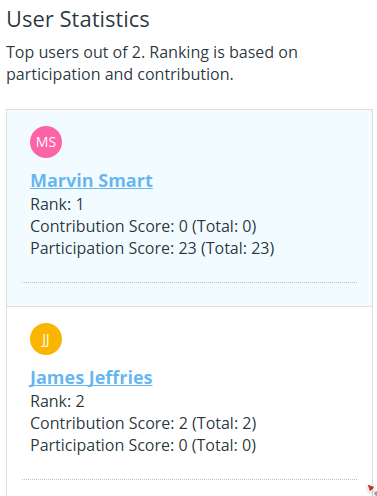 User Statistics
Top users out of 2. Ranking is based on
participation and contribution.
MS
Marvin Smart
Rank: 1
Contribution Score: 0 (Total: 0)
Participation Score: 23 (Total: 23)
JJ
James Jeffries
Rank: 2
Contribution Score: 2 (Total: 2)
Participation Score: 0 (Total: 0)